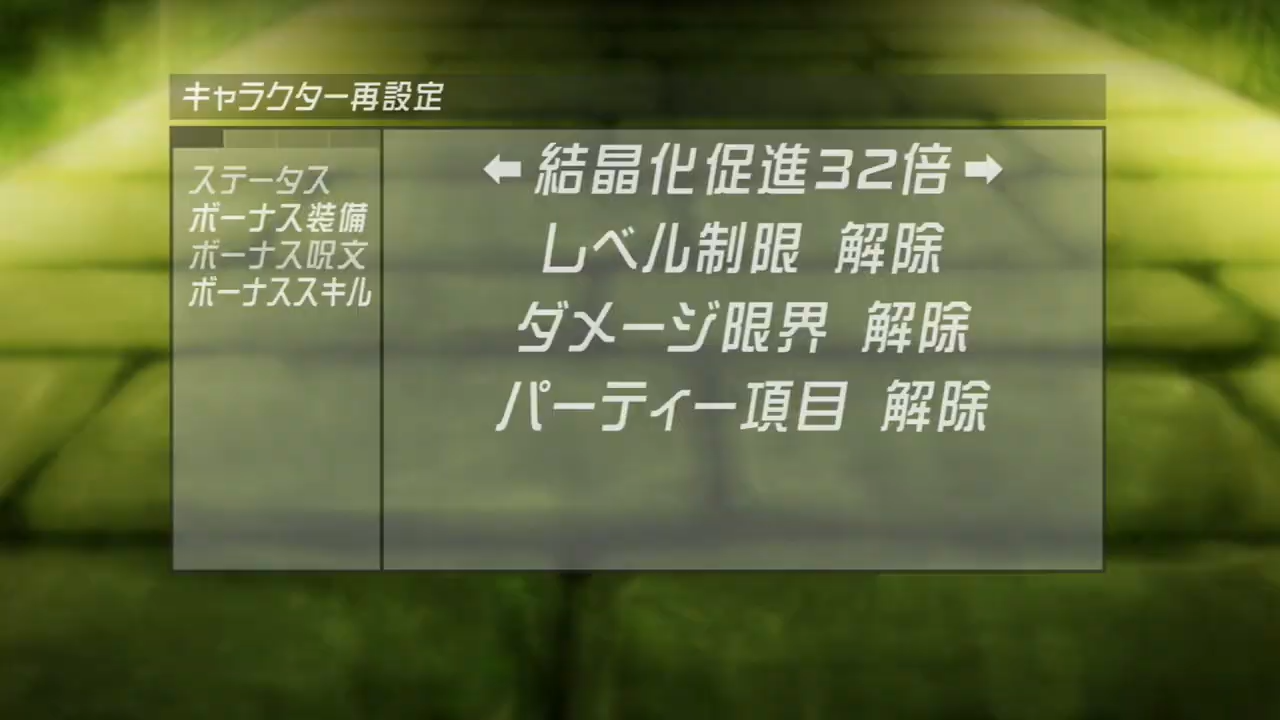 キャラクター再設定
ステータス
ボーナス装備
ボーナス呪文
ボーナススキル
⬅結晶化促進32倍➡
レベル制限 解除
ダメージ限界 解除
パーティー項目 解除